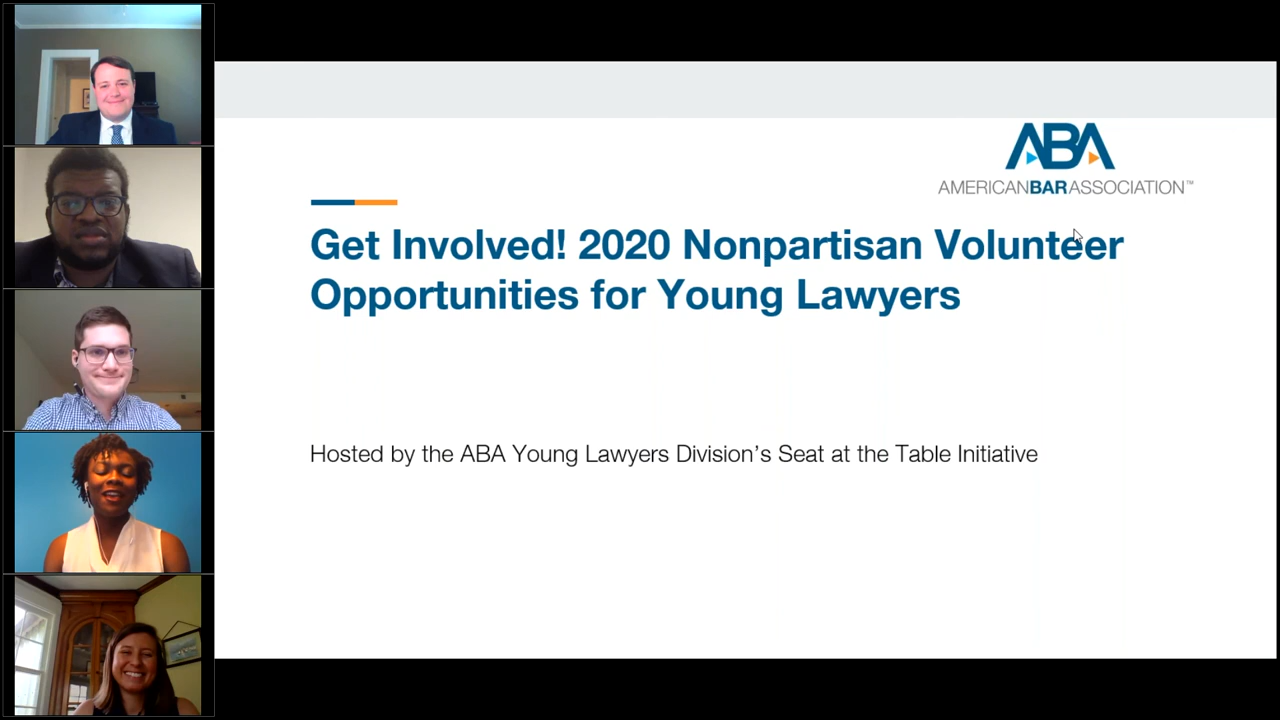 ABA
AMERICANBARASSOCIATION™
Get Involved! 2020 Nonpartisan Volunteer
Opportunities for Young Lawyers
Hosted by the ABA Young Lawyers Division's Seat at the Table Initiative